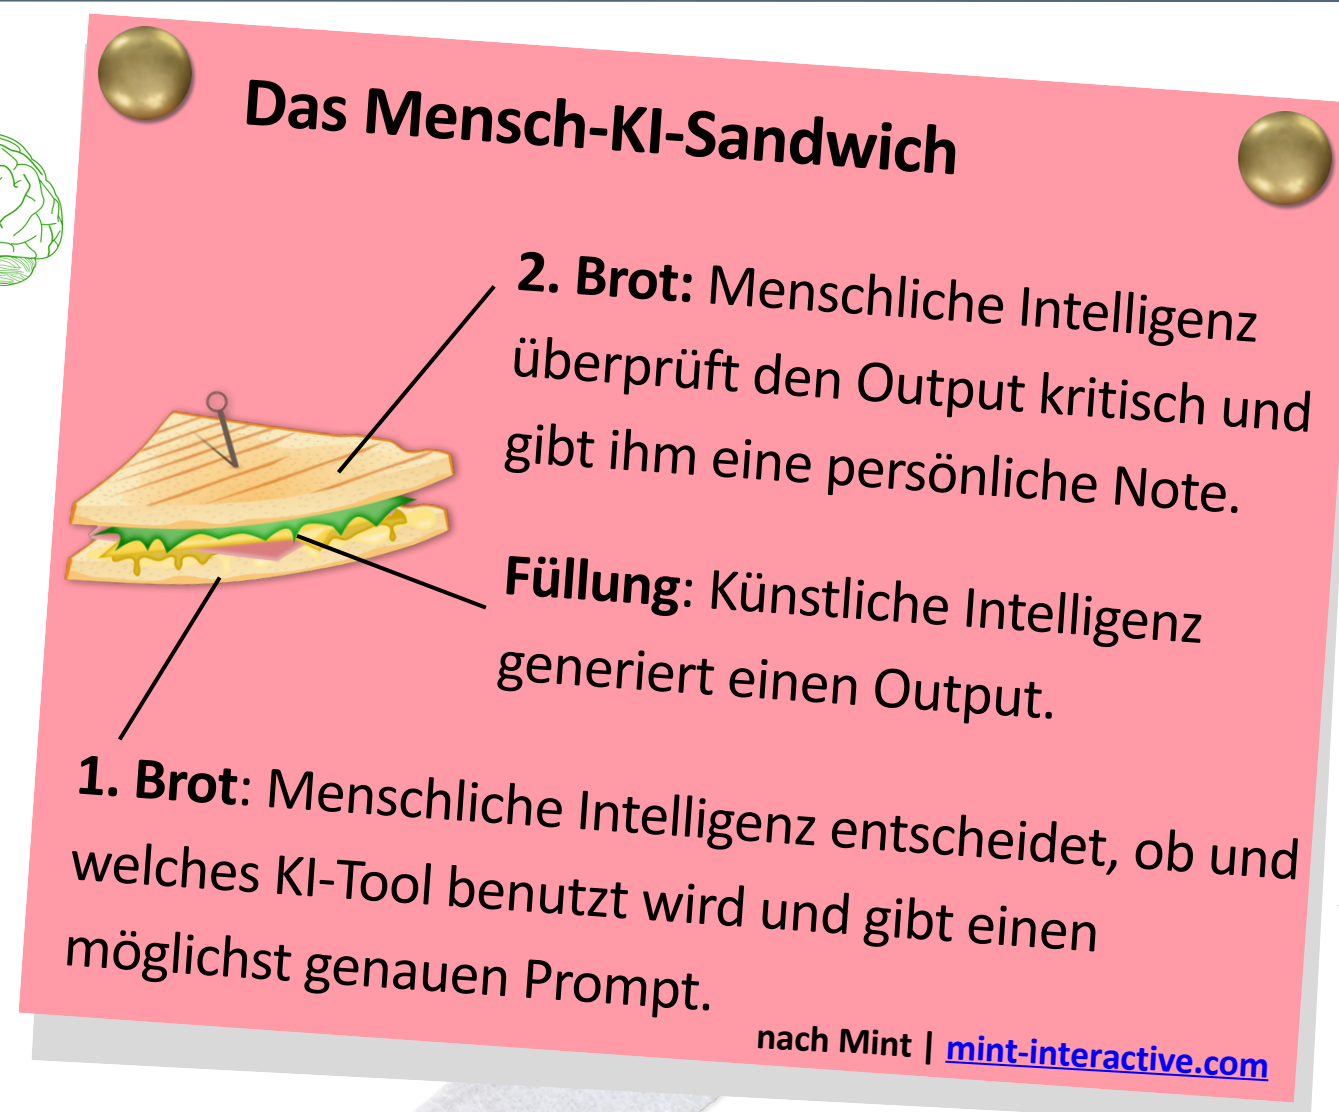 Das Mensch-KI-Sandwich
2. Brot: Menschliche Intelligenz
überprüft den Output kritisch und
gibt ihm eine persönliche Note.
Füllung: Künstliche Intelligenz
generiert einen Output.
1. Brot: Menschliche Intelligenz entscheidet, ob und
welches KI-Tool benutzt wird und gibt einen
möglichst genauen Prompt.
nach Mint | mint-interactive.com